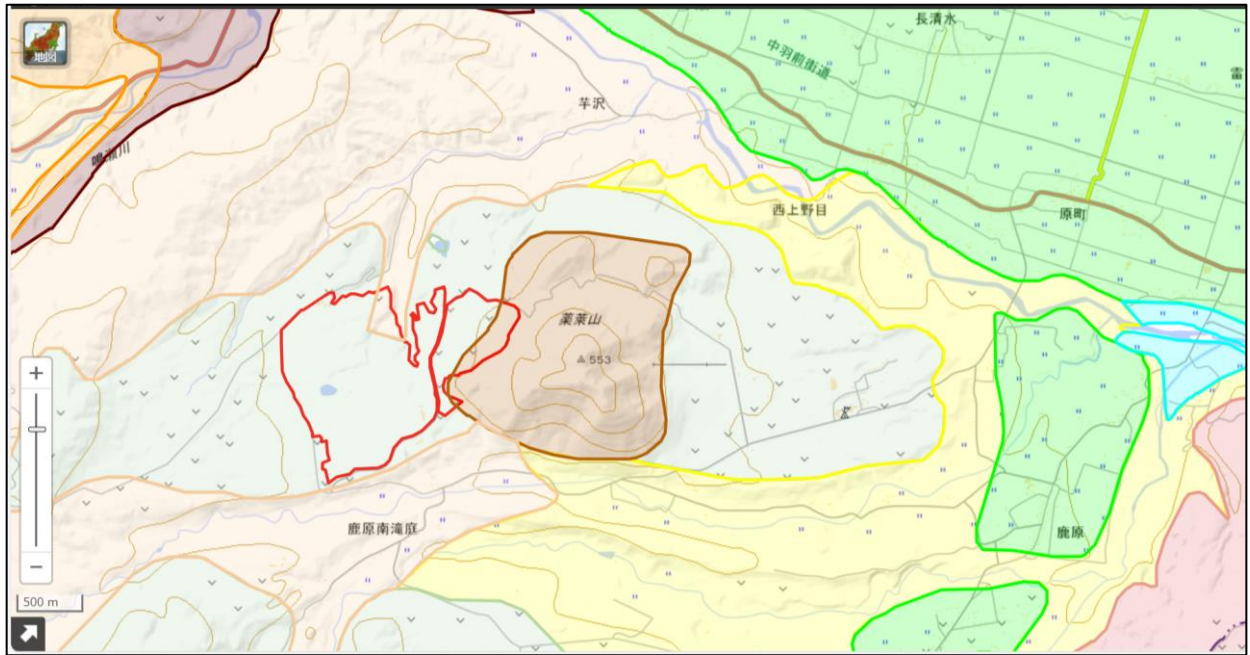 地図
長清水
中羽前街道
雷
芋沢
鳴瀬川
西上野目
原町
薬莱山
553
+
−
500 m
鹿原南滝庭
鹿原